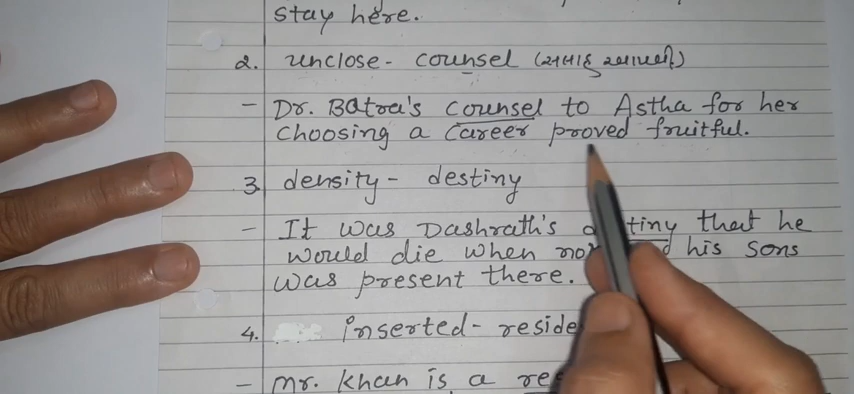 stay here.
2. unclose - counsel (સલાહ આપવી)
- Dr. Batra's counsel to Astha for her
choosing a career proved fruitful.
3. density - destiny
- It was Dashrath's tiny that he
would die when his sons
was present there.
4. inserted - reside
- Mr. Khan is a